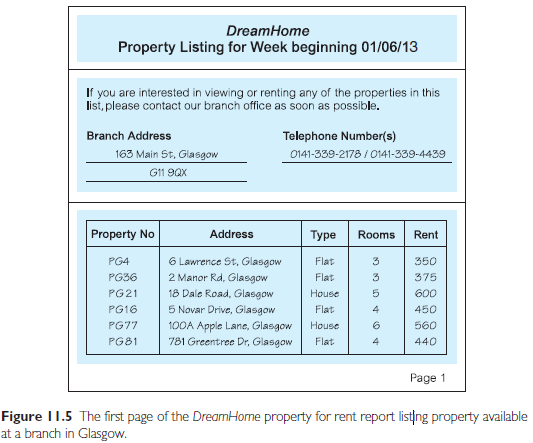 DreamHome
Property Listing for Week beginning 01/06/13
If you are interested in viewing or renting any of the properties in this
list, please contact our branch office as soon as possible.
Branch Address Telephone Number(s)
163 Main St, Glasgow 0141-339-2178 / 0141-339-4439
G11 9QX
Property No Address Type Rooms Rent
PG4 6 Lawrence St, Glasgow Flat 3 350
PG36 2 Manor Rd, Glasgow Flat 3 375
PG21 18 Dale Road, Glasgow House 5 600
PG16 5 Novar Drive, Glasgow Flat 4 450
PG77 100A Apple Lane, Glasgow House 6 560
PG81 781 Greentree Dr, Glasgow Flat 4 440
Page 1
Figure 11.5 The first page of the DreamHome property for rent report listing property available
at a branch in Glasgow.